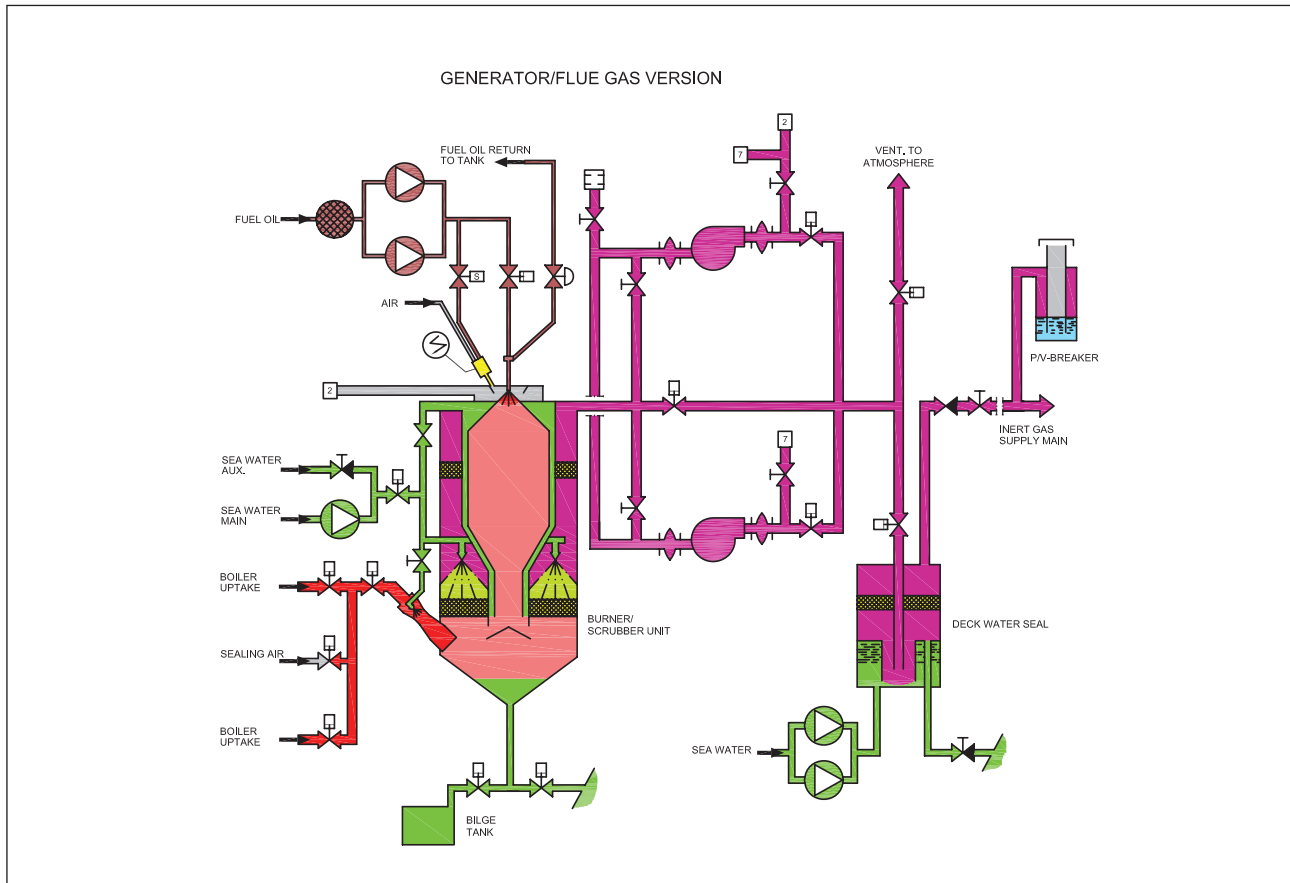 GENERATOR/FLUE GAS VERSION
2
7
FUEL OIL RETURN
TO TANK
VENT. TO
ATMOSPHERE
FUEL OIL
S
AIR
P/V-BREAKER
2
INERT GAS
SUPPLY MAIN
7
SEA WATER
AUX.
SEA WATER
MAIN
BOILER
UPTAKE
BURNER/
SCRUBBER UNIT
DECK WATER SEAL
SEALING AIR
BOILER
UPTAKE
SEA WATER
BILGE
TANK